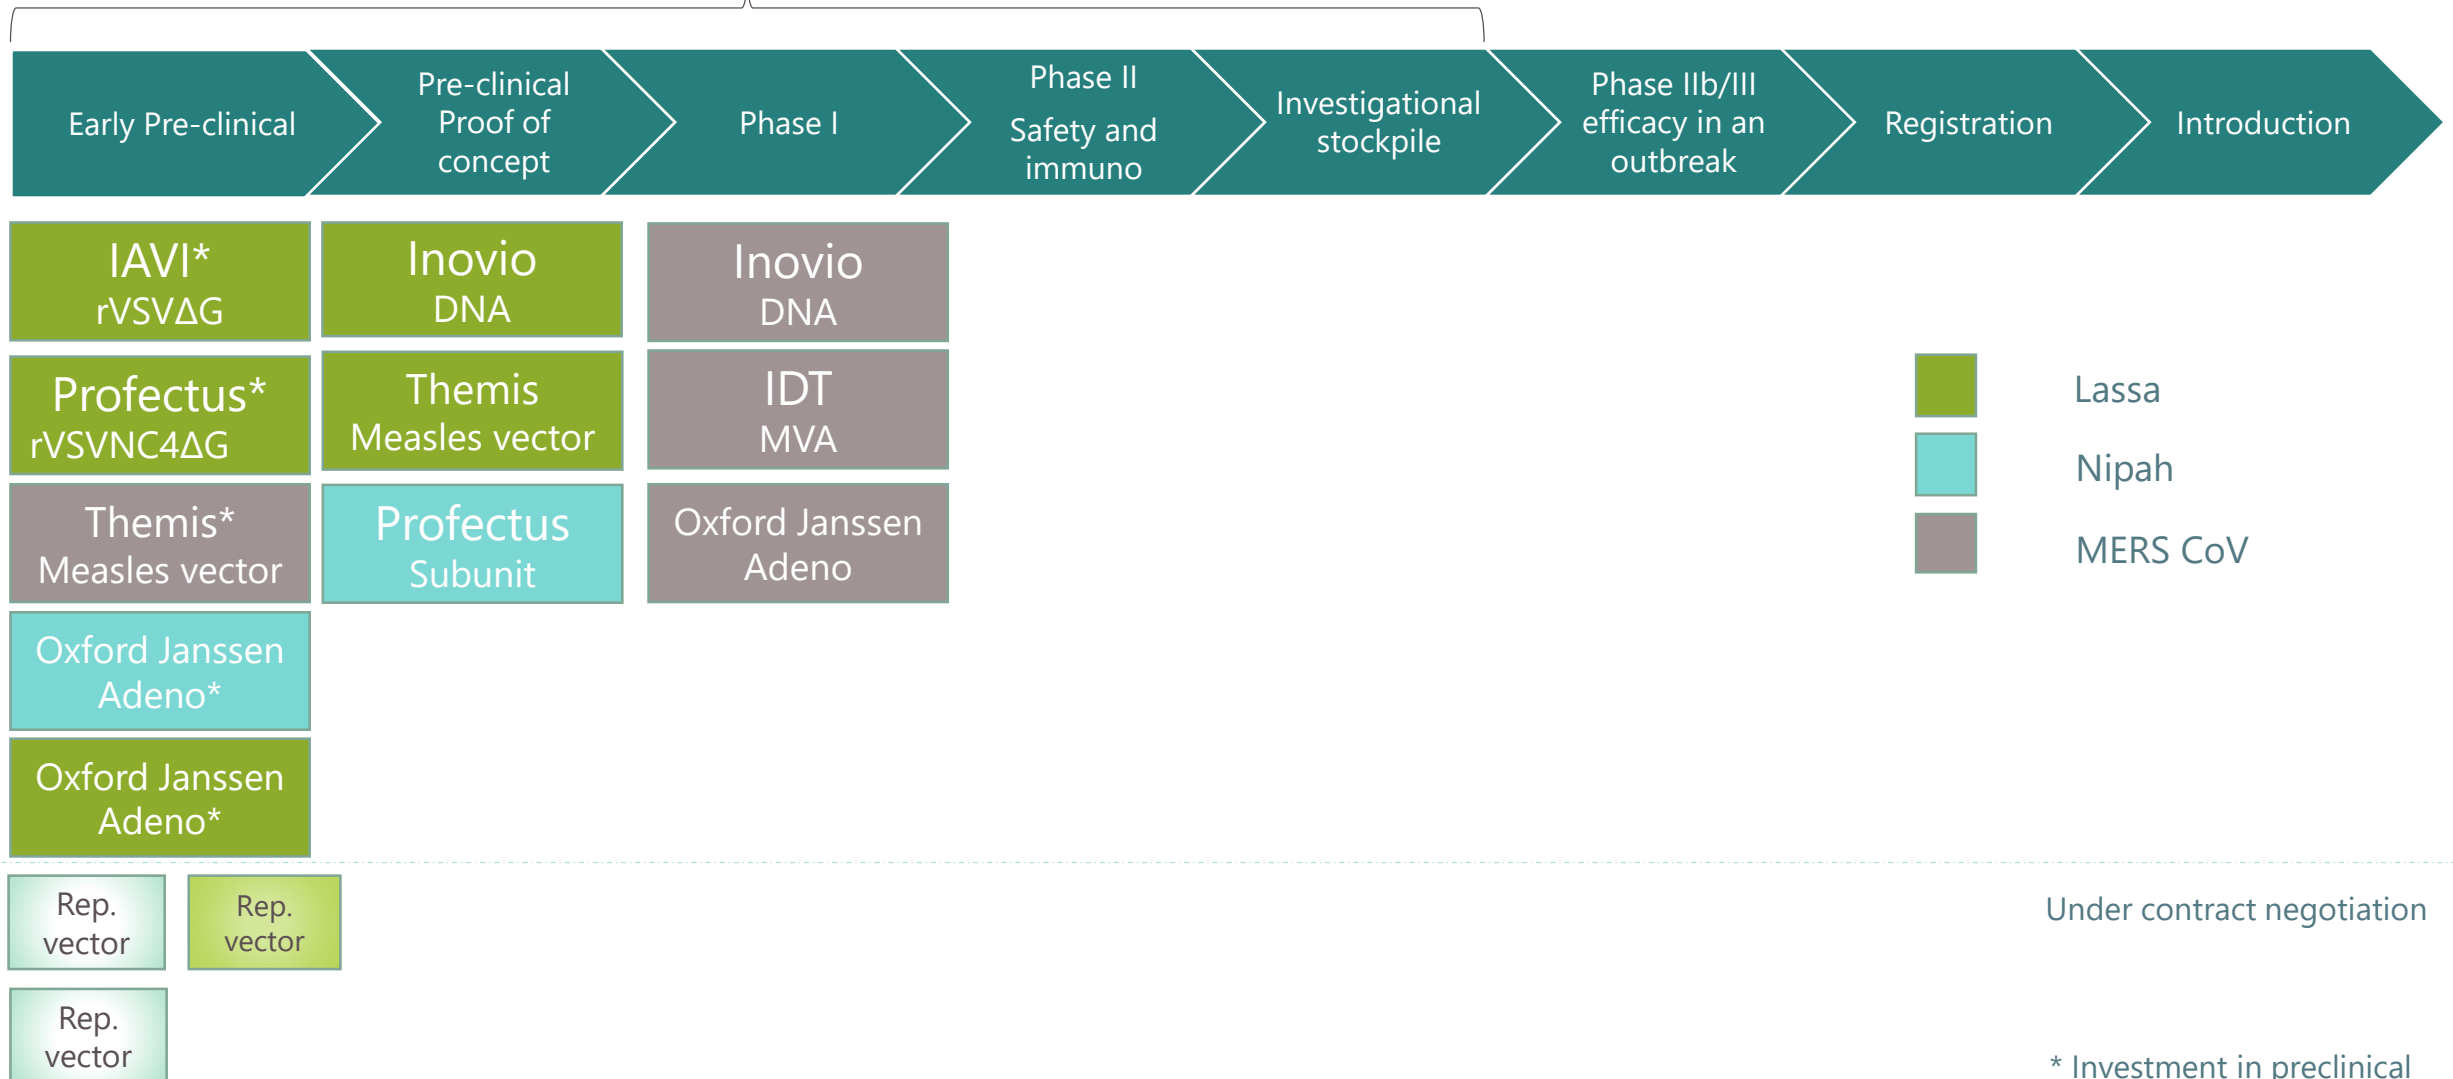 Early Pre-clinical
Pre-clinical
Proof of
concept
Phase I
Phase II
Safety and
immuno
Investigational
stockpile
Phase IIb/III
efficacy in an
outbreak
Registration
Introduction
IAVI*
rVSVΔG
Inovio
DNA
Inovio
DNA
Profectus*
rVSVNC4ΔG
Themis
Measles vector
IDT
MVA
Themis*
Measles vector
Profectus
Subunit
Oxford Janssen
Adeno
Oxford Janssen
Adeno*
Oxford Janssen
Adeno*
Lassa
Nipah
MERS CoV
Rep.
vector
Rep.
vector
Under contract negotiation
Rep.
vector
* Investment in preclinical